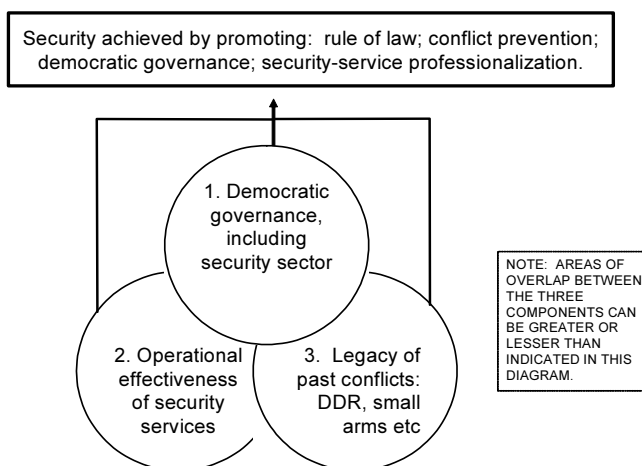 Security achieved by promoting:  rule of law; conflict prevention;
democratic governance; security-service professionalization.
1. Democratic
governance,
including
security sector
2. Operational
effectiveness
of security
services
3.  Legacy of
past conflicts:
DDR, small
arms etc
NOTE:  AREAS OF
OVERLAP BETWEEN
THE THREE
COMPONENTS CAN
BE GREATER OR
LESSER THAN
INDICATED IN THIS
DIAGRAM.